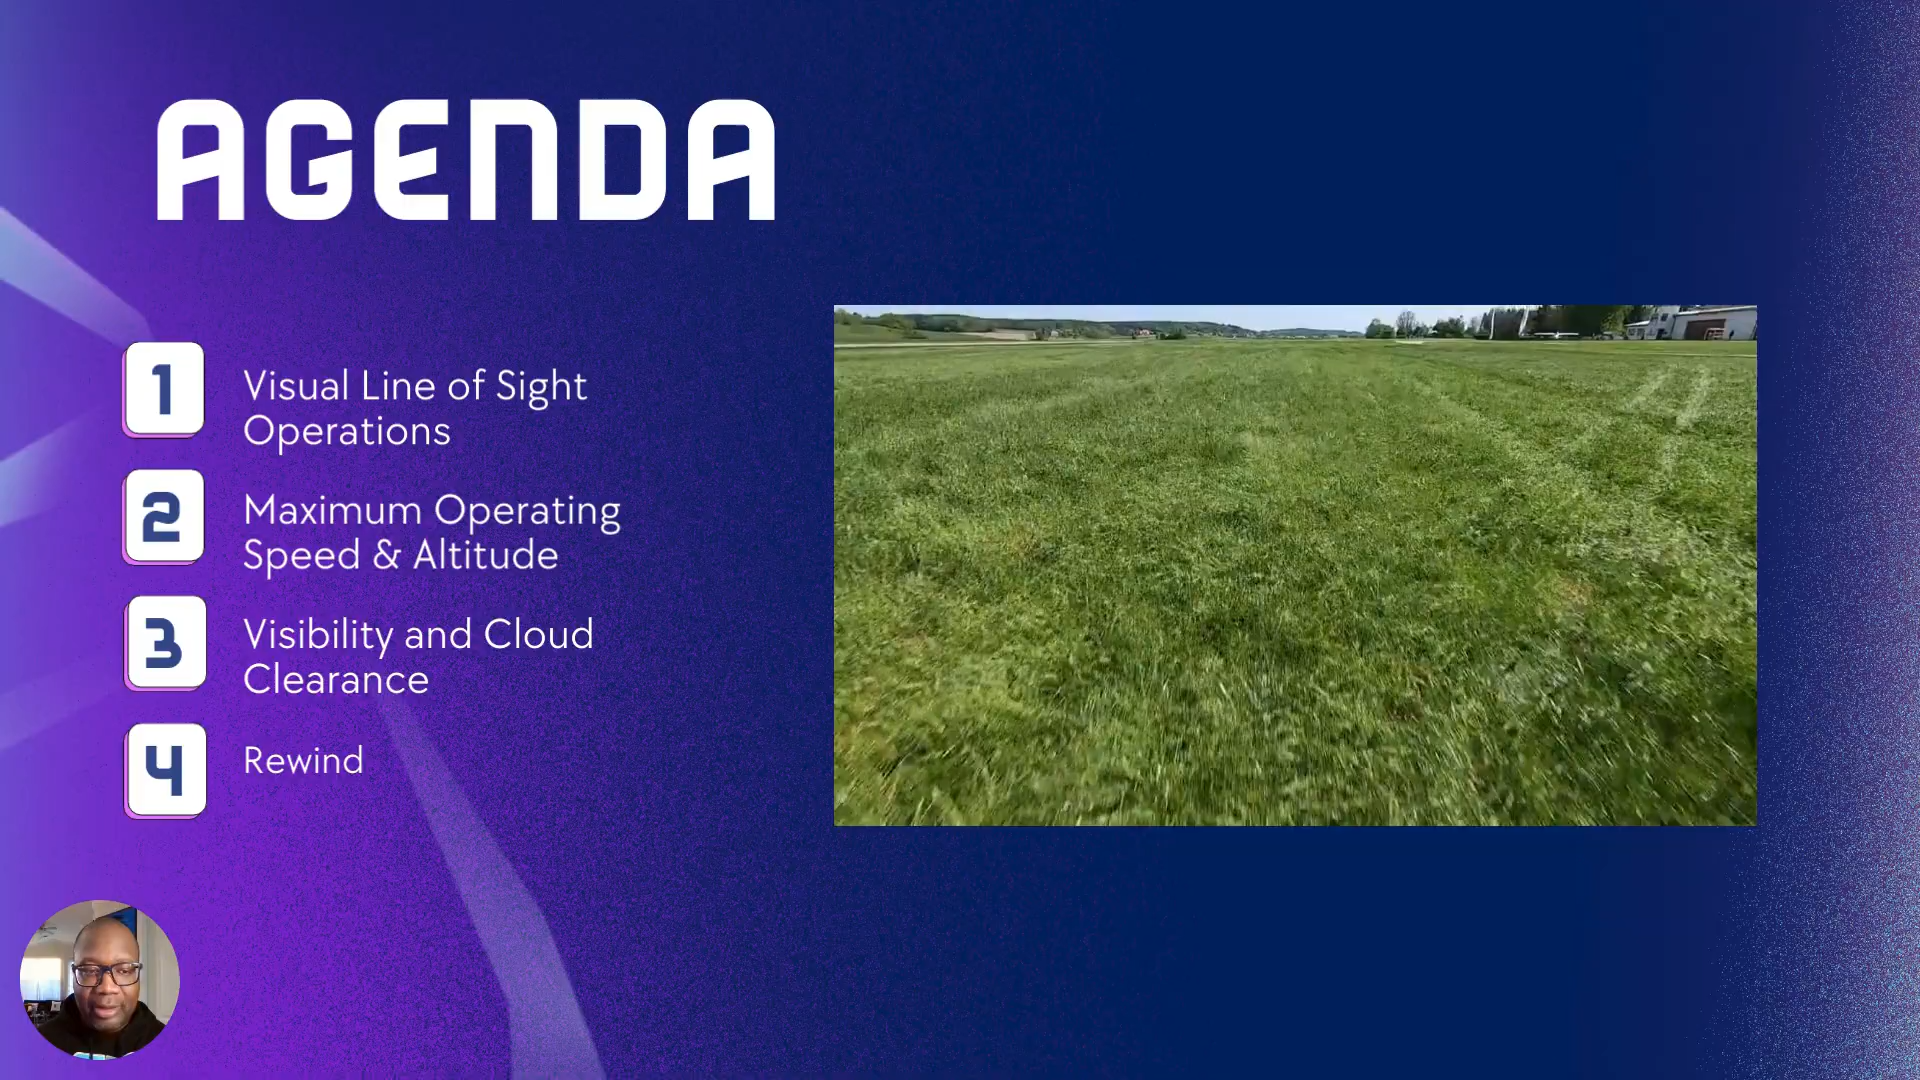 AGENDA
1
Visual Line of Sight
Operations
2
Maximum Operating
Speed & Altitude
3
Visibility and Cloud
Clearance
4
Rewind